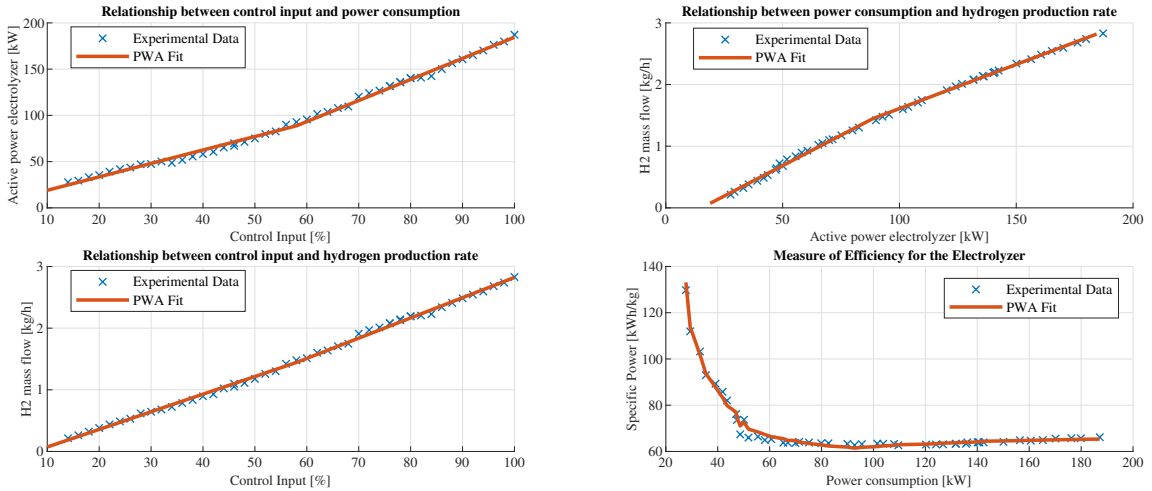 Relationship between control input and power consumption
Active power electrolyzer [kW]
200
150
100
50
0
Experimental Data
PWA Fit
10 20 30 40 50 60 70 80 90 100
Control Input [%]
Relationship between power consumption and hydrogen production rate
H2 mass flow [kg/h]
3
2
1
0
Experimental Data
PWA Fit
0 50 100 150 200
Active power electrolyzer [kW]
Relationship between control input and hydrogen production rate
H2 mass flow [kg/h]
3
2
1
0
Experimental Data
PWA Fit
10 20 30 40 50 60 70 80 90 100
Control Input [%]
Measure of Efficiency for the Electrolyzer
Specific Power [kWh/kg]
140
120
100
80
60
Experimental Data
PWA Fit
20 40 60 80 100 120 140 160 180 200
Power consumption [kW]